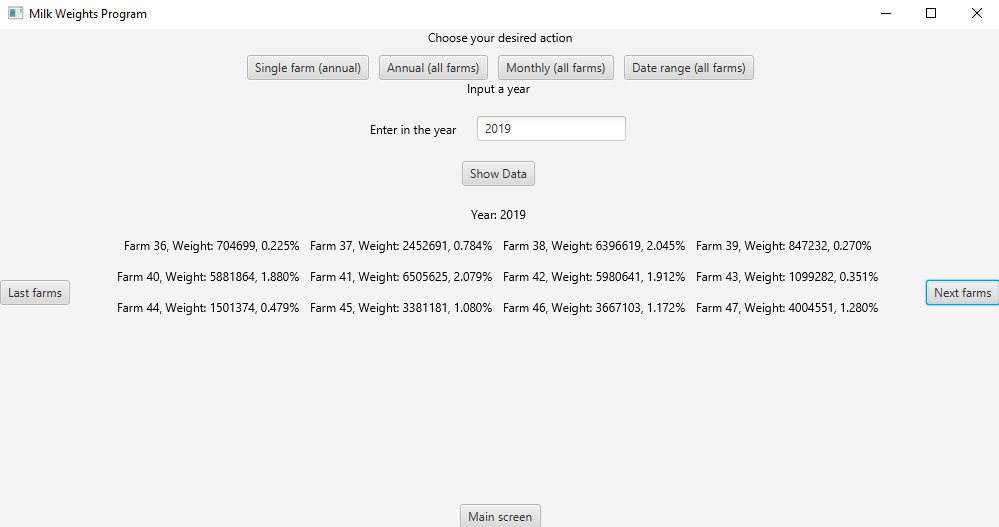 Milk Weights Program
Choose your desired action
Single farm (annual) Annual (all farms) Monthly (all farms) Date range (all farms)
Input a year
Enter in the year 2019
Show Data
Year: 2019
Farm 36, Weight: 704699, 0.225% Farm 37, Weight: 2452691, 0.784% Farm 38, Weight: 6396619, 2.045% Farm 39, Weight: 847232, 0.270%
Farm 40, Weight: 5881864, 1.880% Farm 41, Weight: 6505625, 2.079% Farm 42, Weight: 5980641, 1.912% Farm 43, Weight: 1099282, 0.351%
Last farms Next farms
Farm 44, Weight: 1501374, 0.479% Farm 45, Weight: 3381181, 1.080% Farm 46, Weight: 3667103, 1.172% Farm 47, Weight: 4004551, 1.280%
Main screen